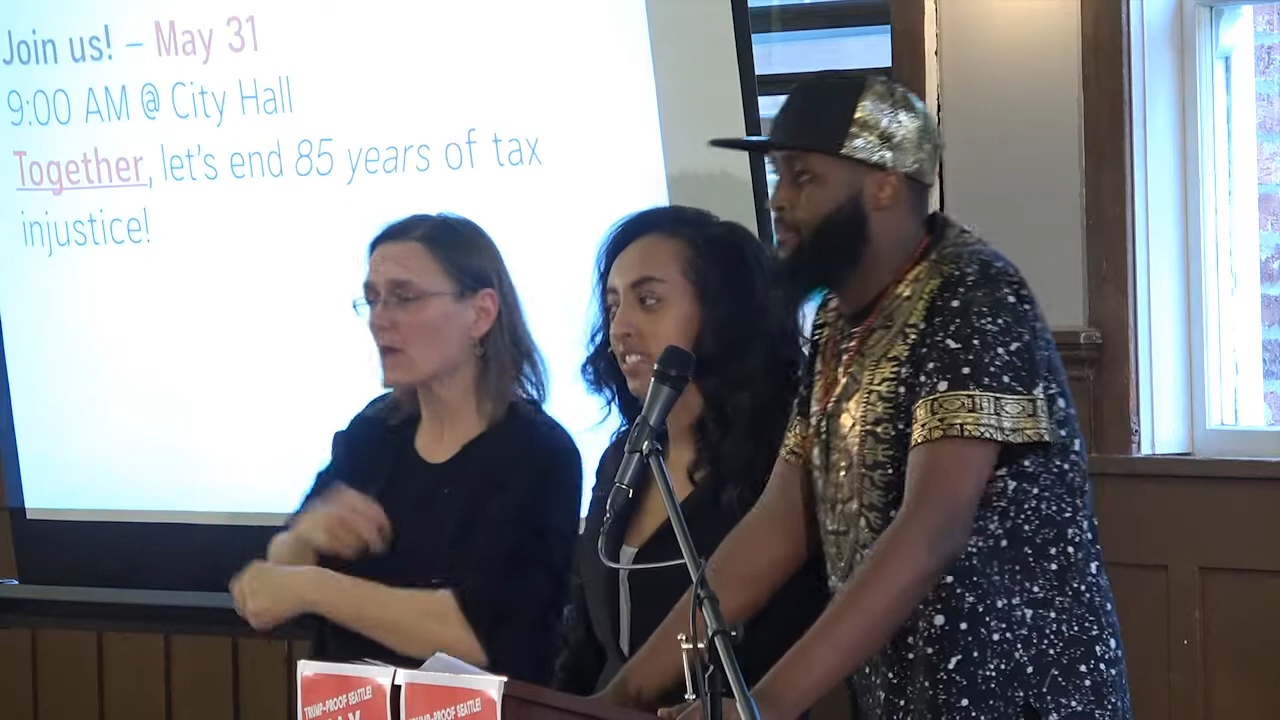 Join us! – May 31
9:00 AM @ City Hall
Together, let's end 85 years of tax
injustice!
TRUMP-PROOF SEATTLE!
TRUMP-PROOF SEATTLE!